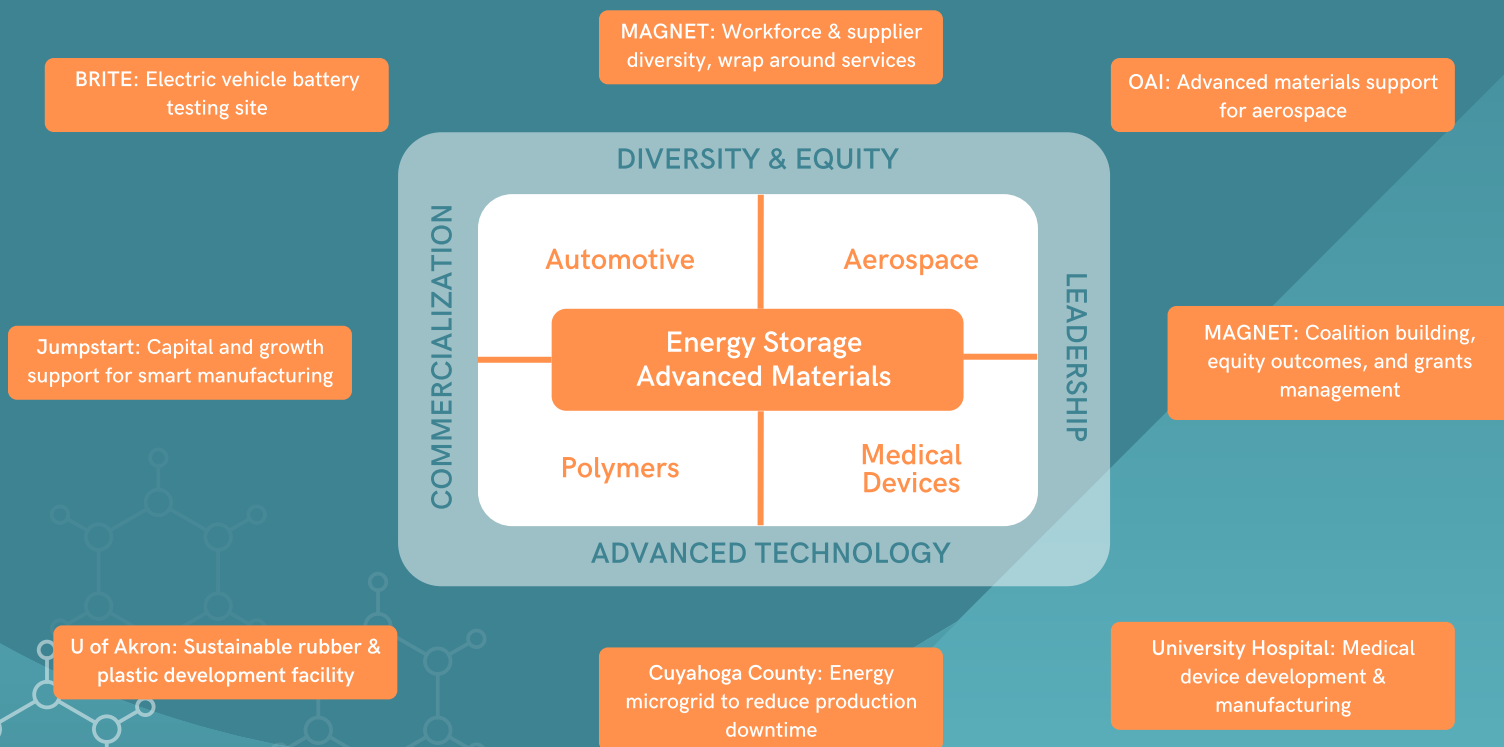 MAGNET: Workforce & supplier
diversity, wrap around services
BRITE: Electric vehicle battery
testing site
OAI: Advanced materials support
for aerospace
DIVERSITY & EQUITY
COMMERCIALIZATION
Automotive
Aerospace
LEADERSHIP
Energy Storage
Advanced Materials
Jumpstart: Capital and growth
support for smart manufacturing
MAGNET: Coalition building,
equity outcomes, and grants
management
Polymers
Medical
Devices
ADVANCED TECHNOLOGY
U of Akron: Sustainable rubber &
plastic development facility
Cuyahoga County: Energy
microgrid to reduce production
downtime
University Hospital: Medical
device development &
manufacturing